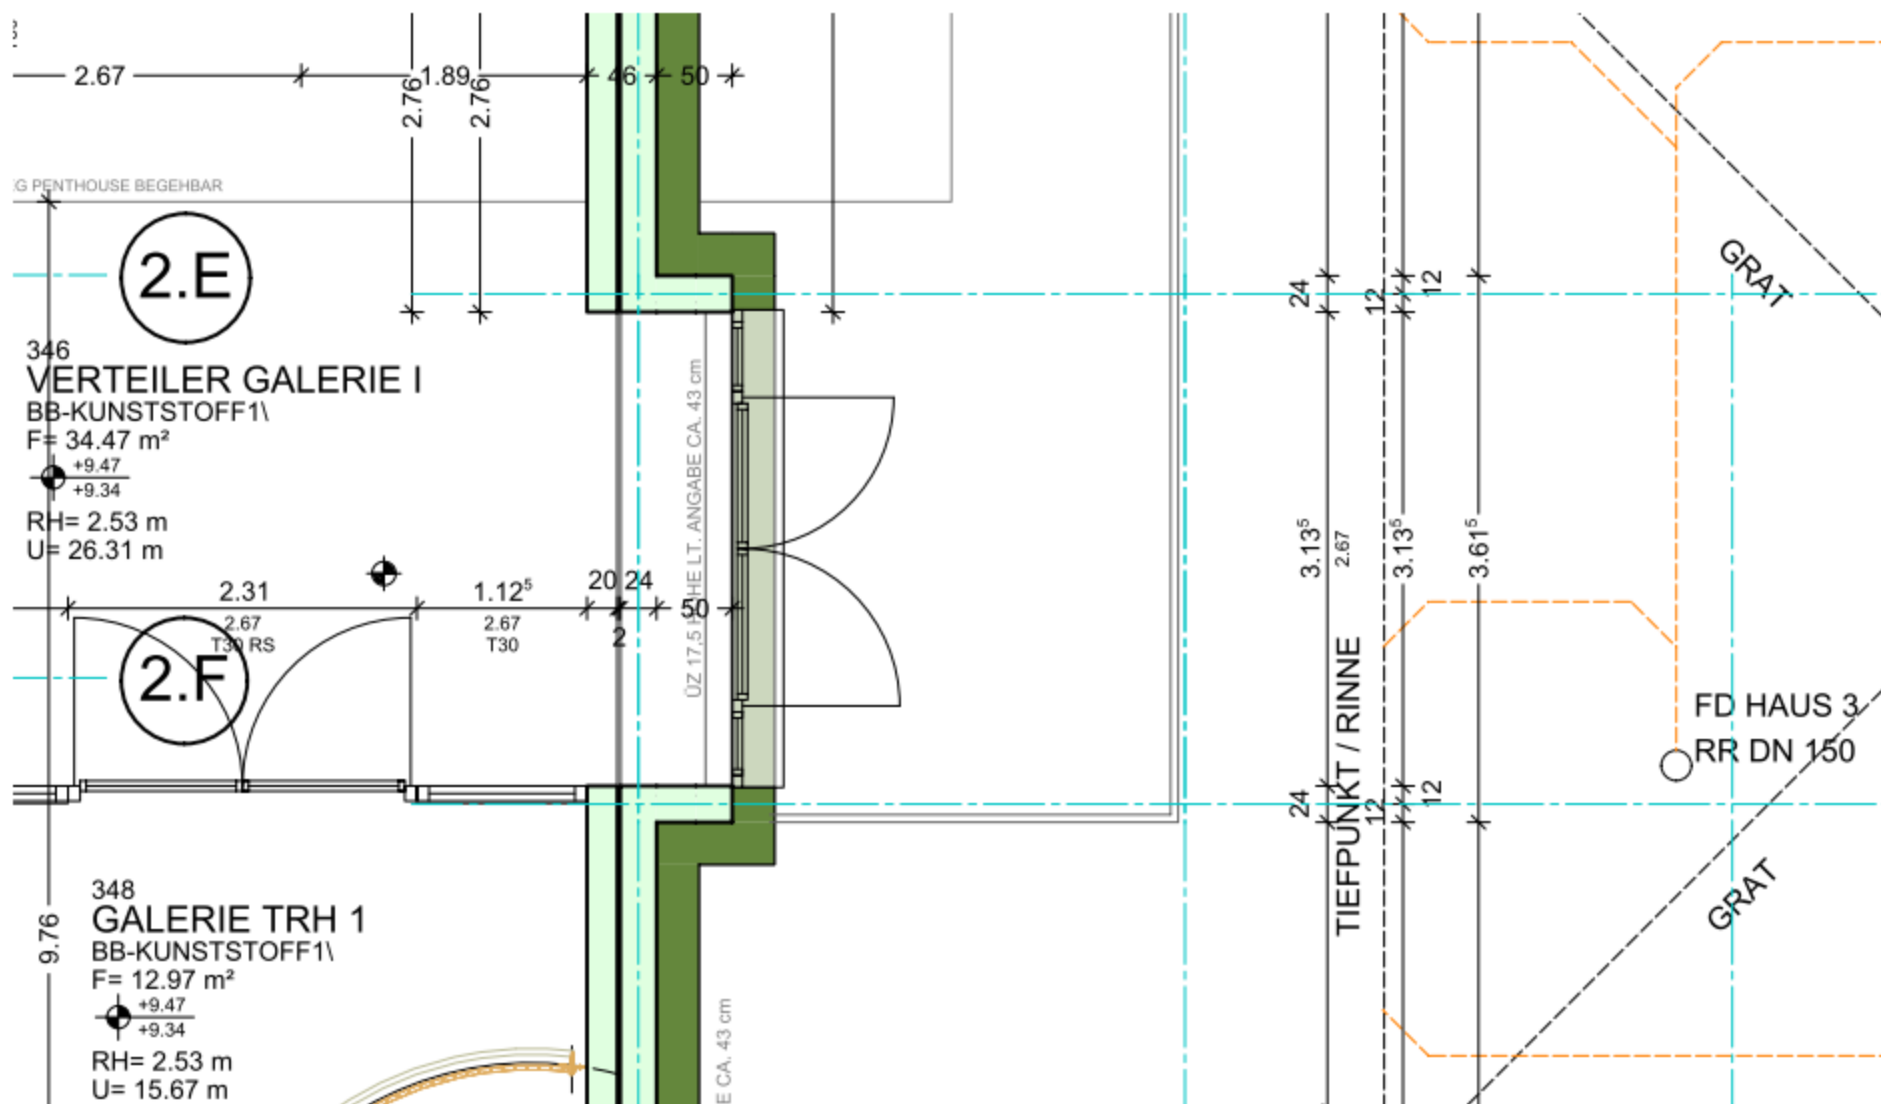 2.67
1.89
46
50
2.76
2.76
G PENTHOUSE BEGEHBAR
2.E
GRAT
24
12
12
346
VERTEILER GALERIE I
BB-KUNSTSTOFF1\
F= 34.47 m²
+9.47
+9.34
RH= 2.53 m
U= 26.31 m
ÜZ 17,5 HÖHE LT. ANGABE CA. 43 cm
3.13⁵
2.67
3.13⁵
3.61⁵
2.31
2.67
T30 RS
1.12⁵
2.67
T30
20
24
2
50
2.F
TIEFPUNKT / RINNE
FD HAUS 3
RR DN 150
24
12
12
GRAT
348
GALERIE TRH 1
BB-KUNSTSTOFF1\
F= 12.97 m²
+9.47
+9.34
RH= 2.53 m
U= 15.67 m
9.76
E CA. 43 cm